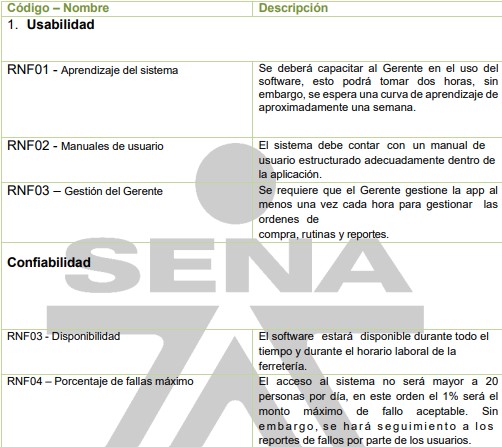 Código – Nombre Descripción
1. Usabilidad
RNF01 - Aprendizaje del sistema
Se deberá capacitar al Gerente en el uso del
software, esto podrá tomar dos horas, sin
embargo, se espera una curva de aprendizaje de
aproximadamente una semana.
RNF02 - Manuales de usuario
El sistema debe contar con un manual de
usuario estructurado adecuadamente dentro de
la aplicación.
RNF03 – Gestión del Gerente
Se requiere que el Gerente gestione la app al
menos una vez cada hora para gestionar las
ordenes de
compra, rutinas y reportes.
SENA
Confiabilidad
RNF03 - Disponibilidad
El software estará disponible durante todo el
tiempo y durante el horario laboral de la
ferretería.
RNF04 – Porcentaje de fallas máximo
El acceso al sistema no será mayor a 20
personas por día, en este orden el 1% será el
monto máximo de fallo aceptable. Sin
embargo, se hará seguimiento a los
reportes de fallos por parte de los usuarios.